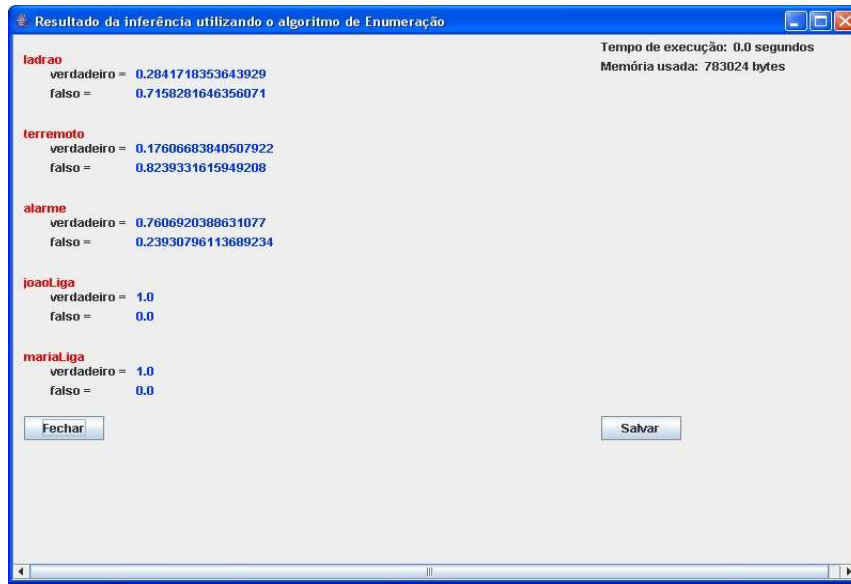 Resultado da inferência utilizando o algoritmo de Enumeração
Tempo de execução: 0.0 segundos
Memória usada: 783024 bytes
ladrao
verdadeiro = 0.2841718353643929
falso = 0.7158281646356071
terremoto
verdadeiro = 0.17606683840507922
falso = 0.8239331615949208
alarme
verdadeiro = 0.7606920388631077
falso = 0.23930796113689234
joaoLiga
verdadeiro = 1.0
falso = 0.0
mariaLiga
verdadeiro = 1.0
falso = 0.0
Fechar
Salvar